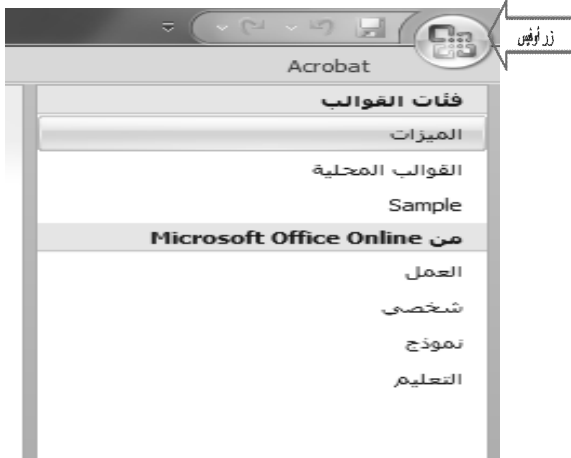 زر أوفيس
Acrobat
فئات القوالب
الميزات
القوالب المحلية
Sample
من Microsoft Office Online
العمل
شخصي
نموذج
التعليم